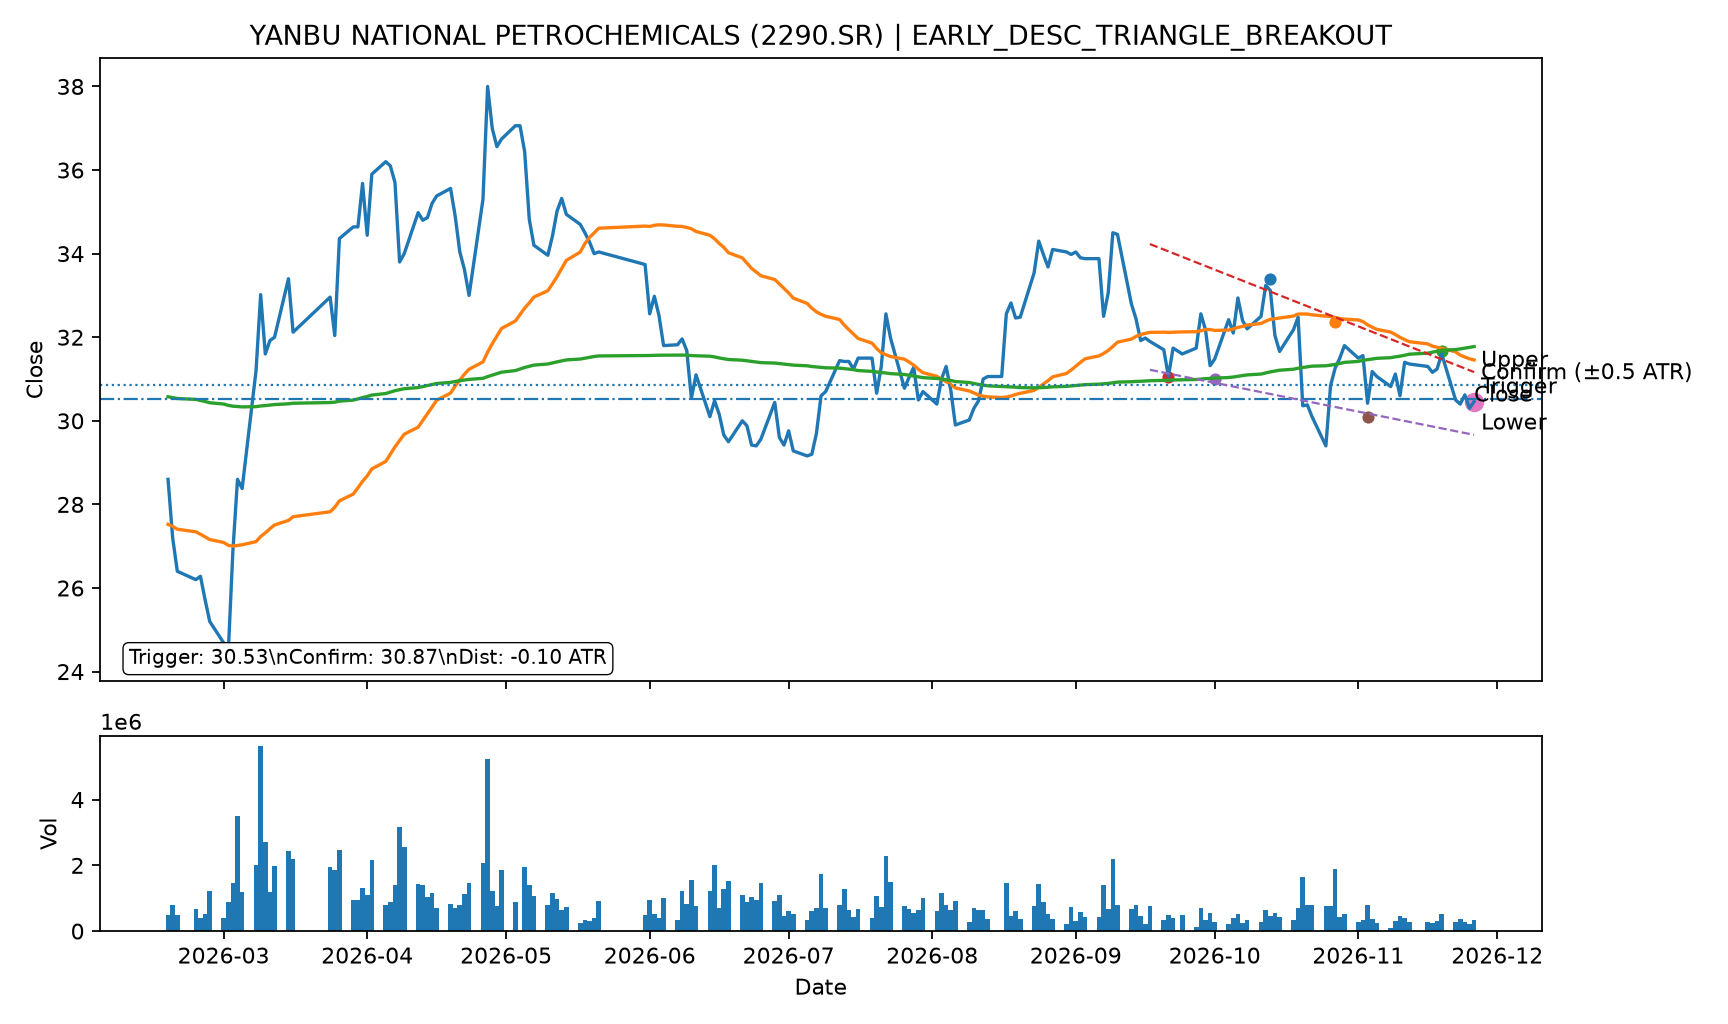 YANBU NATIONAL PETROCHEMICALS (2290.SR) | EARLY_DESC_TRIANGLE_BREAKOUT
Close
38
36
34
32
30
28
26
24
Upper
Confirm (±0.5 ATR)
Trigger
Close
Lower
Trigger: 30.53\nConfirm: 30.87\nDist: -0.10 ATR
1e6
Vol
4
2
0
2026-03 2026-04 2026-05 2026-06 2026-07 2026-08 2026-09 2026-10 2026-11 2026-12
Date